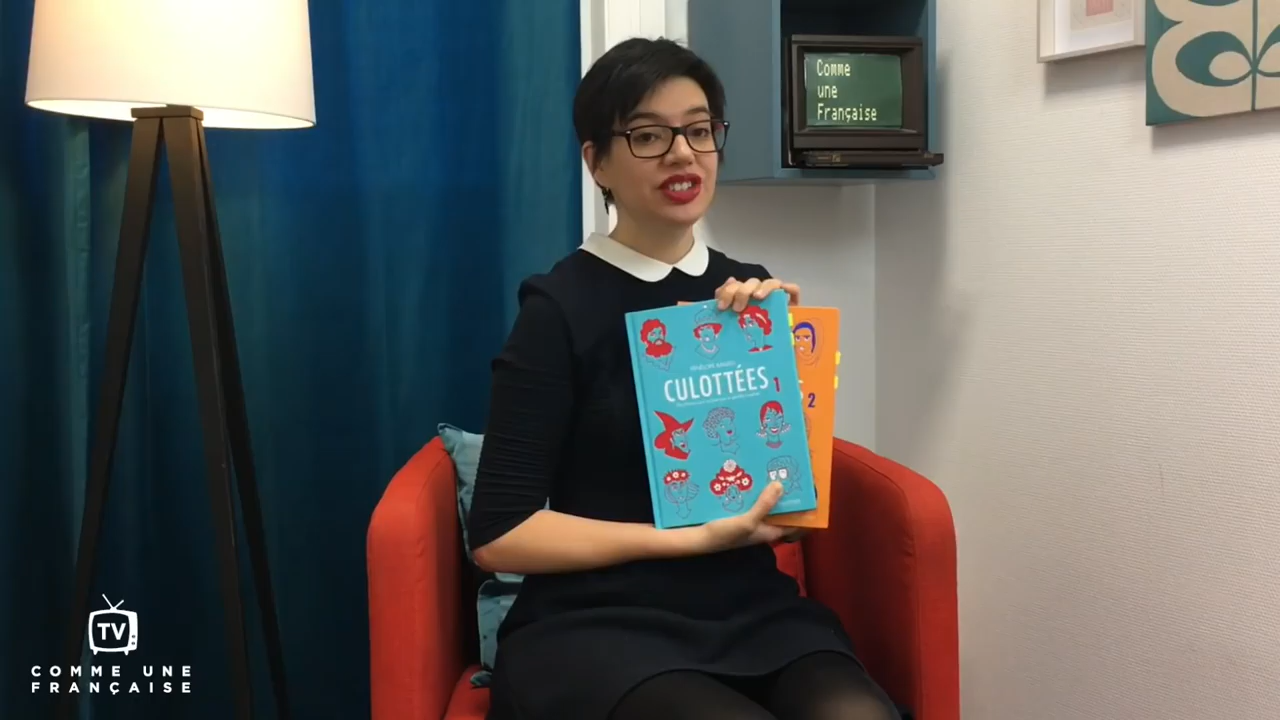 Comme
une
Française
CULOTTÉES 1
2
TV
COMME UNE
FRANÇAISE